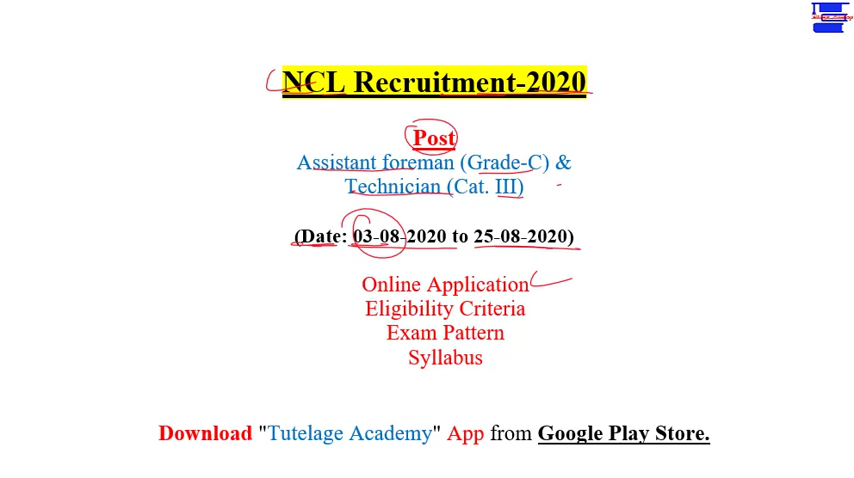 NCL Recruitment-2020
Post
Assistant foreman (Grade-C) &
Technician (Cat. III)
(Date: 03-08-2020 to 25-08-2020)
Online Application
Eligibility Criteria
Exam Pattern
Syllabus
Download "Tutelage Academy" App from Google Play Store.